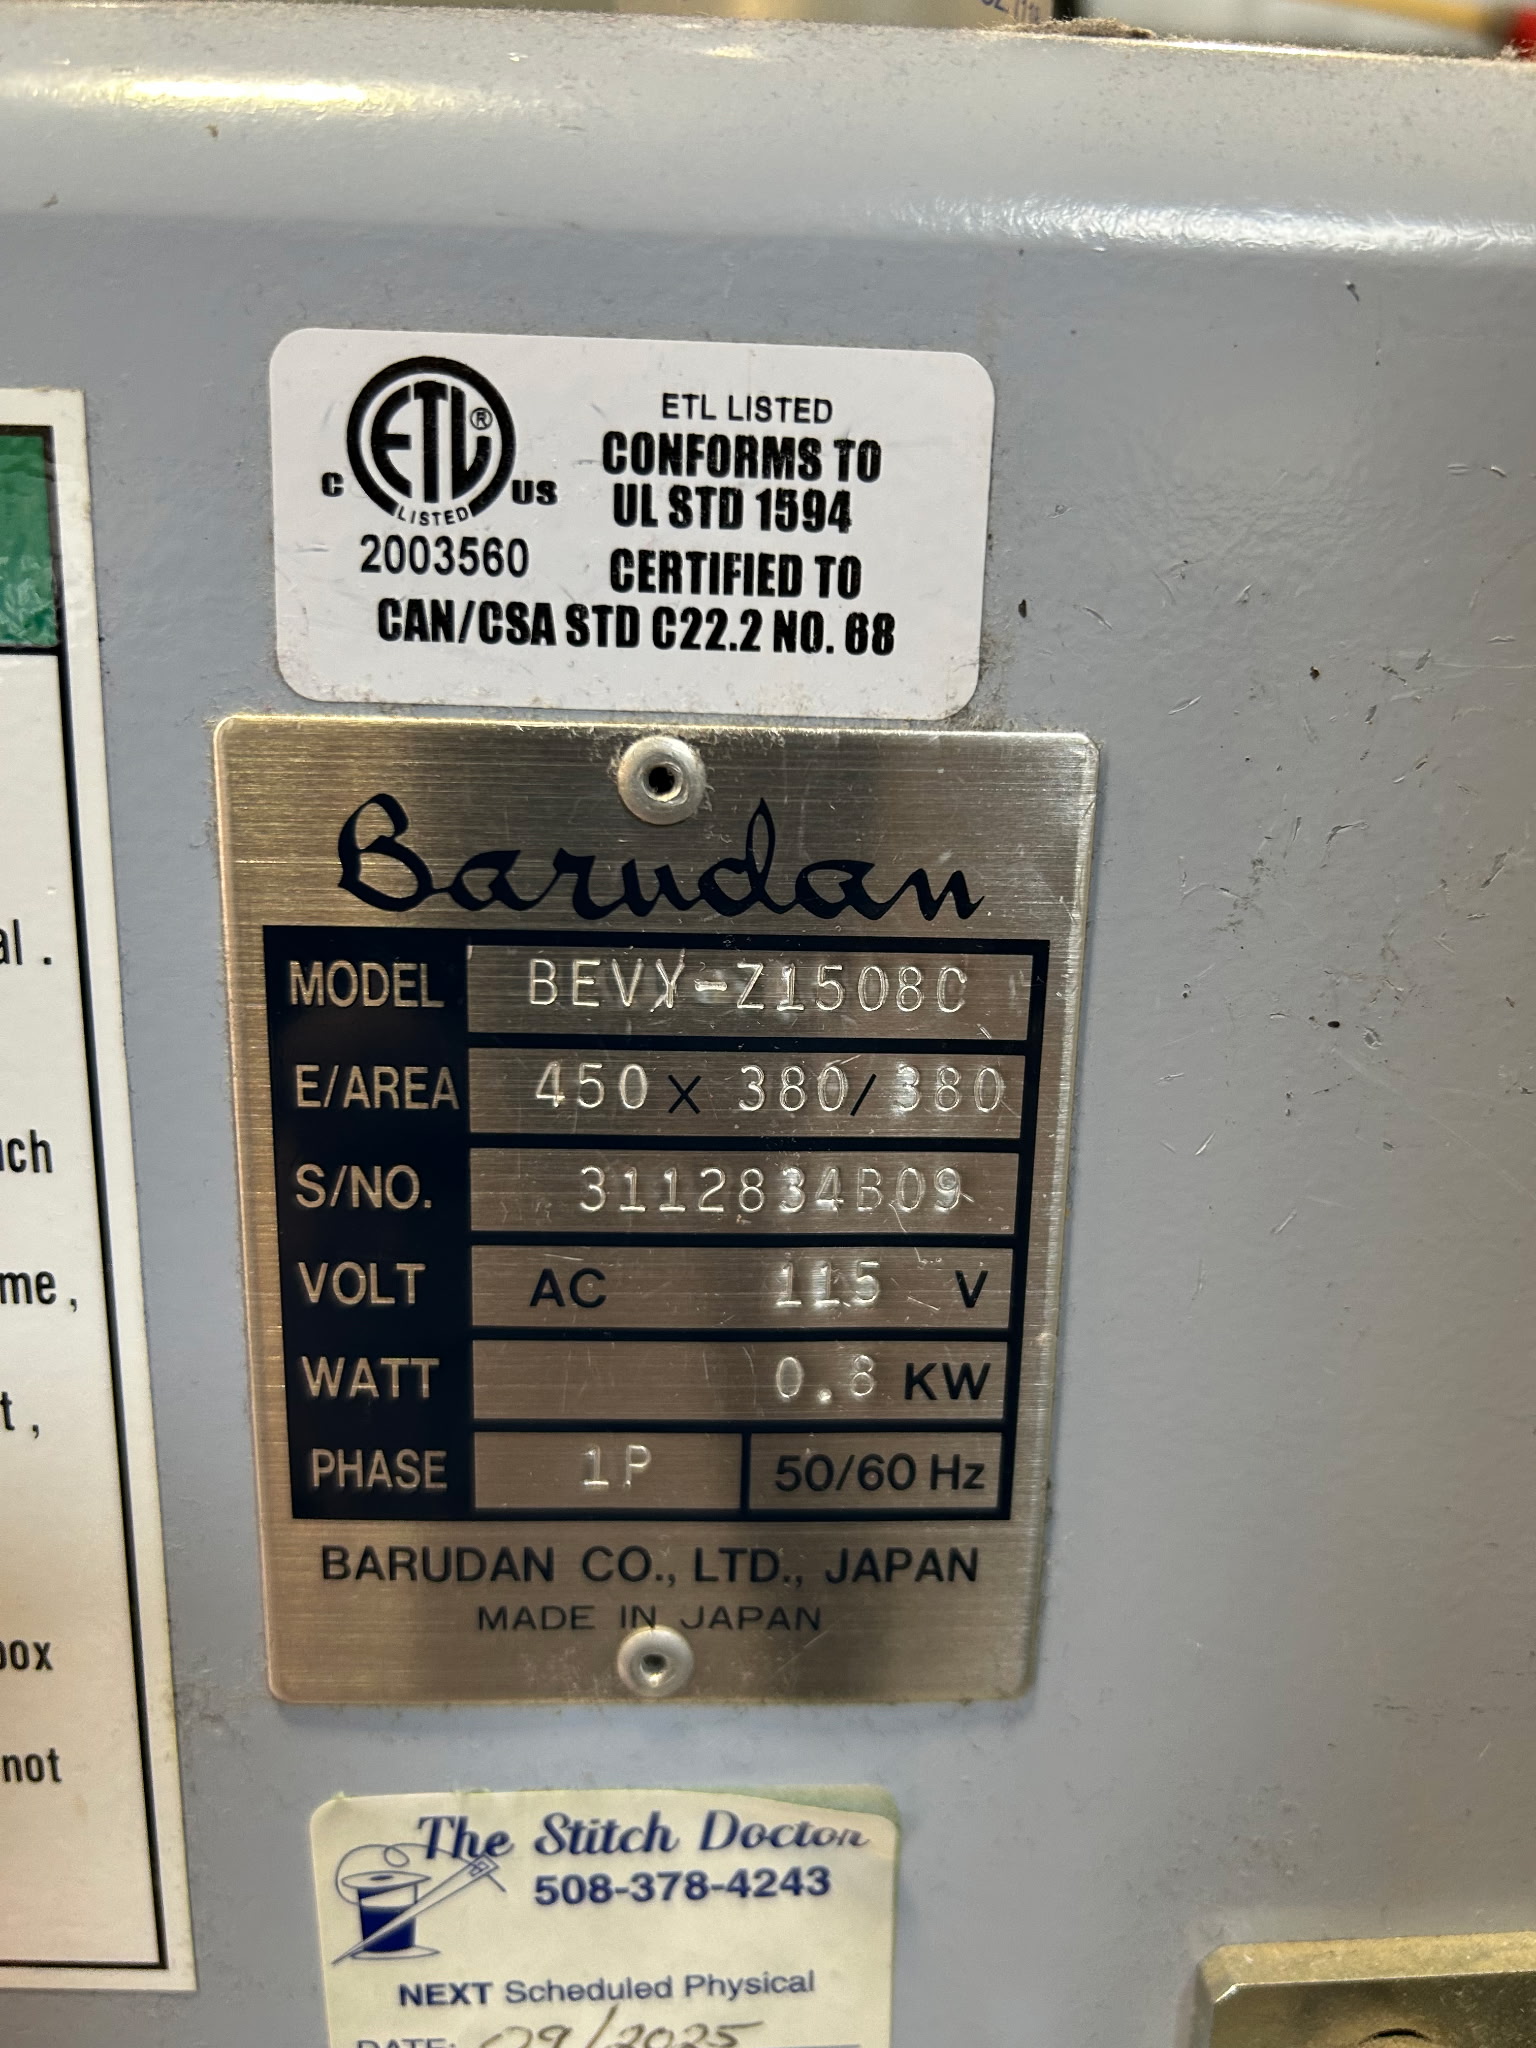 ETL®
LISTED
C US
2003560
ETL LISTED
CONFORMS TO
UL STD 1594
CERTIFIED TO
CAN/CSA STD C22.2 NO. 68
Barudan
MODEL BEVY-Z1508C
E/AREA 450 × 380/380
S/NO. 3112834B09
VOLT AC 115 V
WATT 0.8 KW
PHASE 1P 50/60 Hz
BARUDAN CO., LTD., JAPAN
MADE IN JAPAN
The Stitch Doctor
508-378-4243
NEXT Scheduled Physical
DATE: 09/2025
me,
box
not